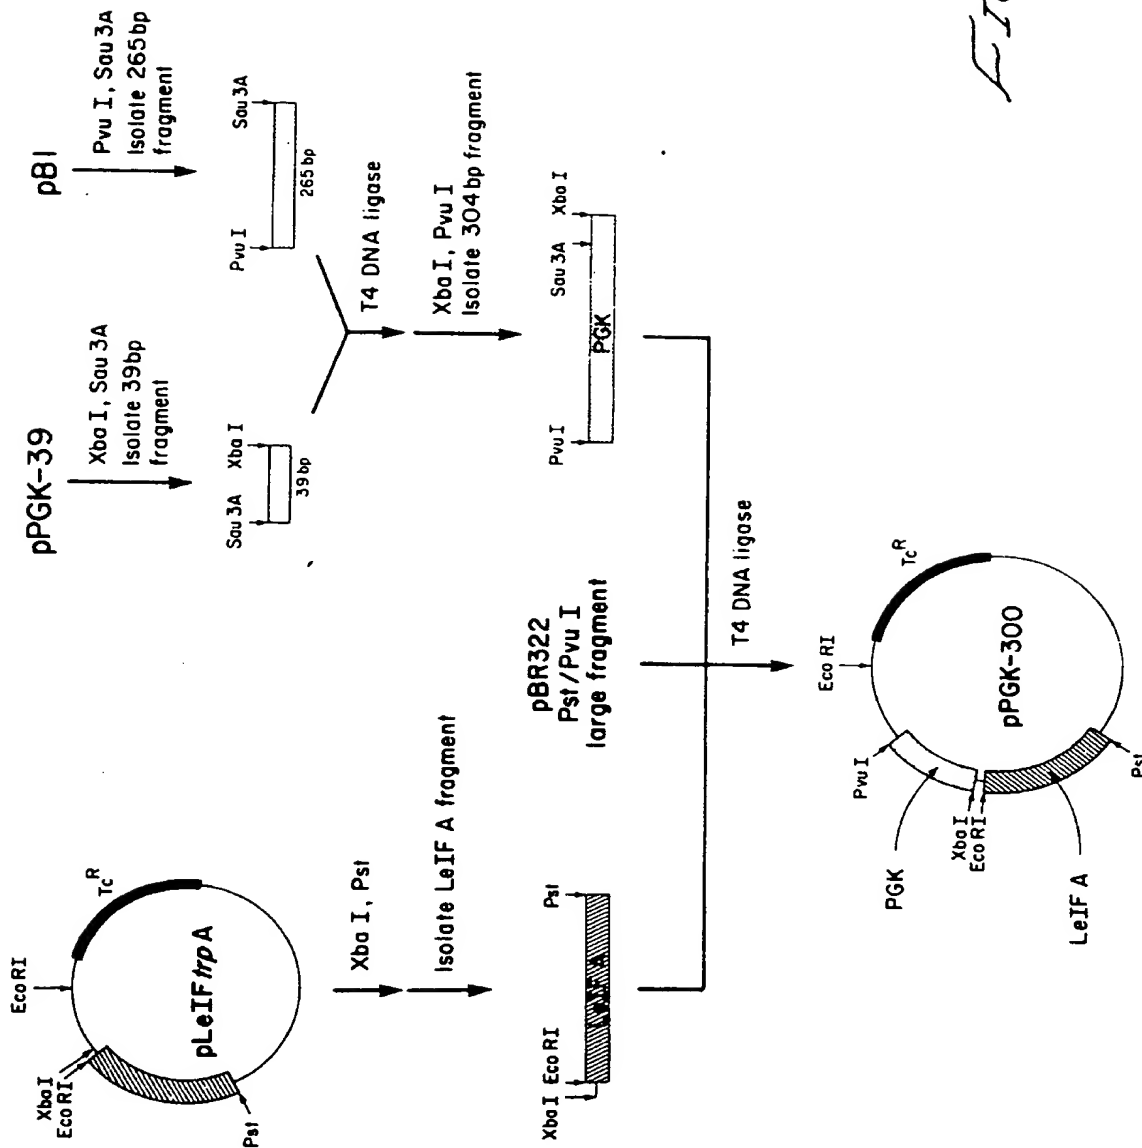 pPGK-39
Xba I, Sau 3A
Isolate 39bp
fragment
Sau 3A
Xba I
39 bp
pB1
Pvu I, Sau 3A
Isolate 265bp
fragment
Pvu I
Sau 3A
265 bp
T4 DNA ligase
Xba I, Pvu I
Isolate 304bp fragment
Pvu I
Sau 3A
Xba I
PGK
Eco RI
Tc R
Xba I
Eco RI
pLeIF trp A
Pst
Xba I, Pst
Isolate LeIF A fragment
Xba I
Eco RI
Pst
LeIF A
pBR322
Pst/Pvu I
large fragment
T4 DNA ligase
Eco RI
Tc R
Pvu I
PGK
Xba I
Eco RI
pPGK-300
LeIF A
Pst